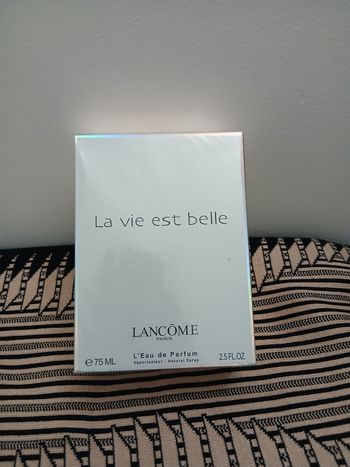 La vie est belle
LANCÔME
PARIS
L'Eau de Parfum
Vaporisateur - Natural Spray
℮ 75 ML
2.5 FL.OZ.